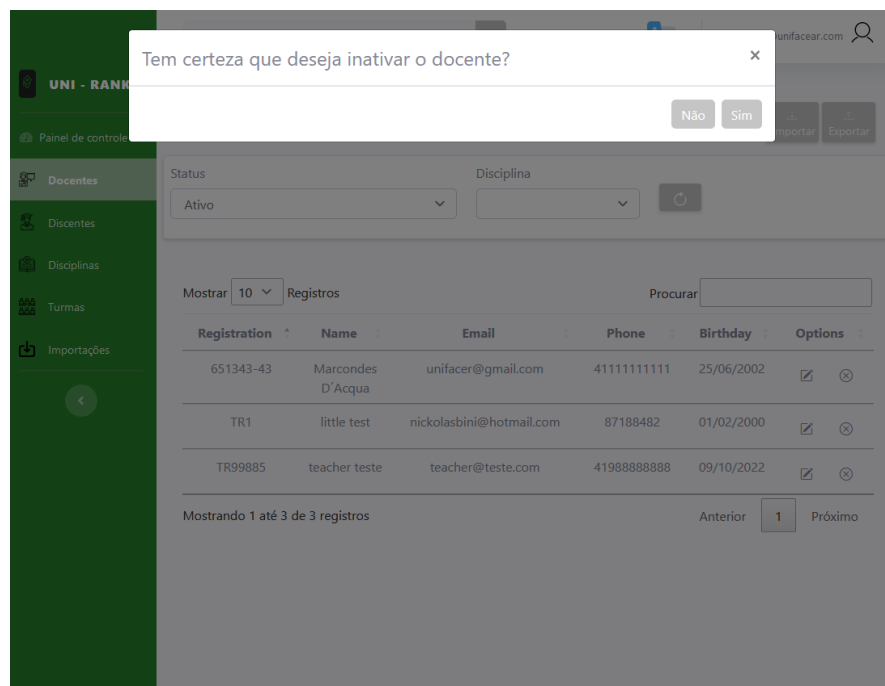 unifacear.com
Tem certeza que deseja inativar o docente?
×
Não Sim
UNI - RANK
Importar Exportar
Painel de controle
Docentes
Discentes
Disciplinas
Turmas
Importações
Status Disciplina
Ativo
Mostrar 10 Registros Procurar
Registration Name Email Phone Birthday Options
651343-43 Marcondes D´Acqua unifacer@gmail.com 41111111111 25/06/2002
TR1 little test nickolasbini@hotmail.com 87188482 01/02/2000
TR99885 teacher teste teacher@teste.com 41988888888 09/10/2022
Mostrando 1 até 3 de 3 registros Anterior 1 Próximo